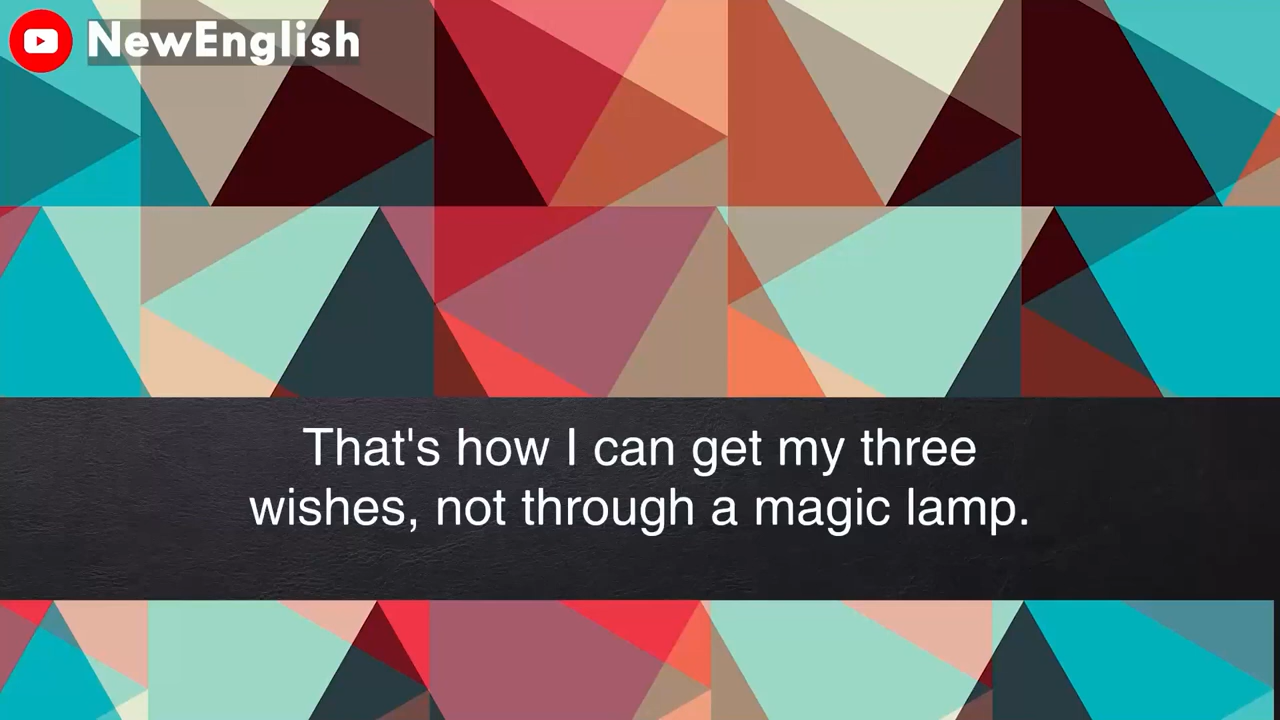 NewEnglish
That's how I can get my three
wishes, not through a magic lamp.